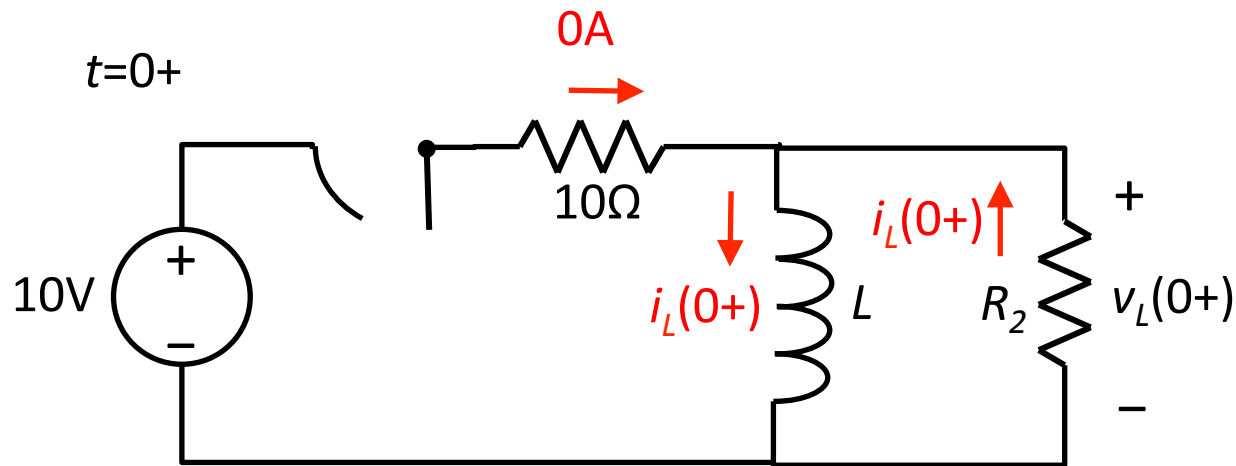 0A
t=0+
10Ω
+
i_L(0+)
+
10V
i_L(0+)
L
R_2
v_L(0+)
−
−